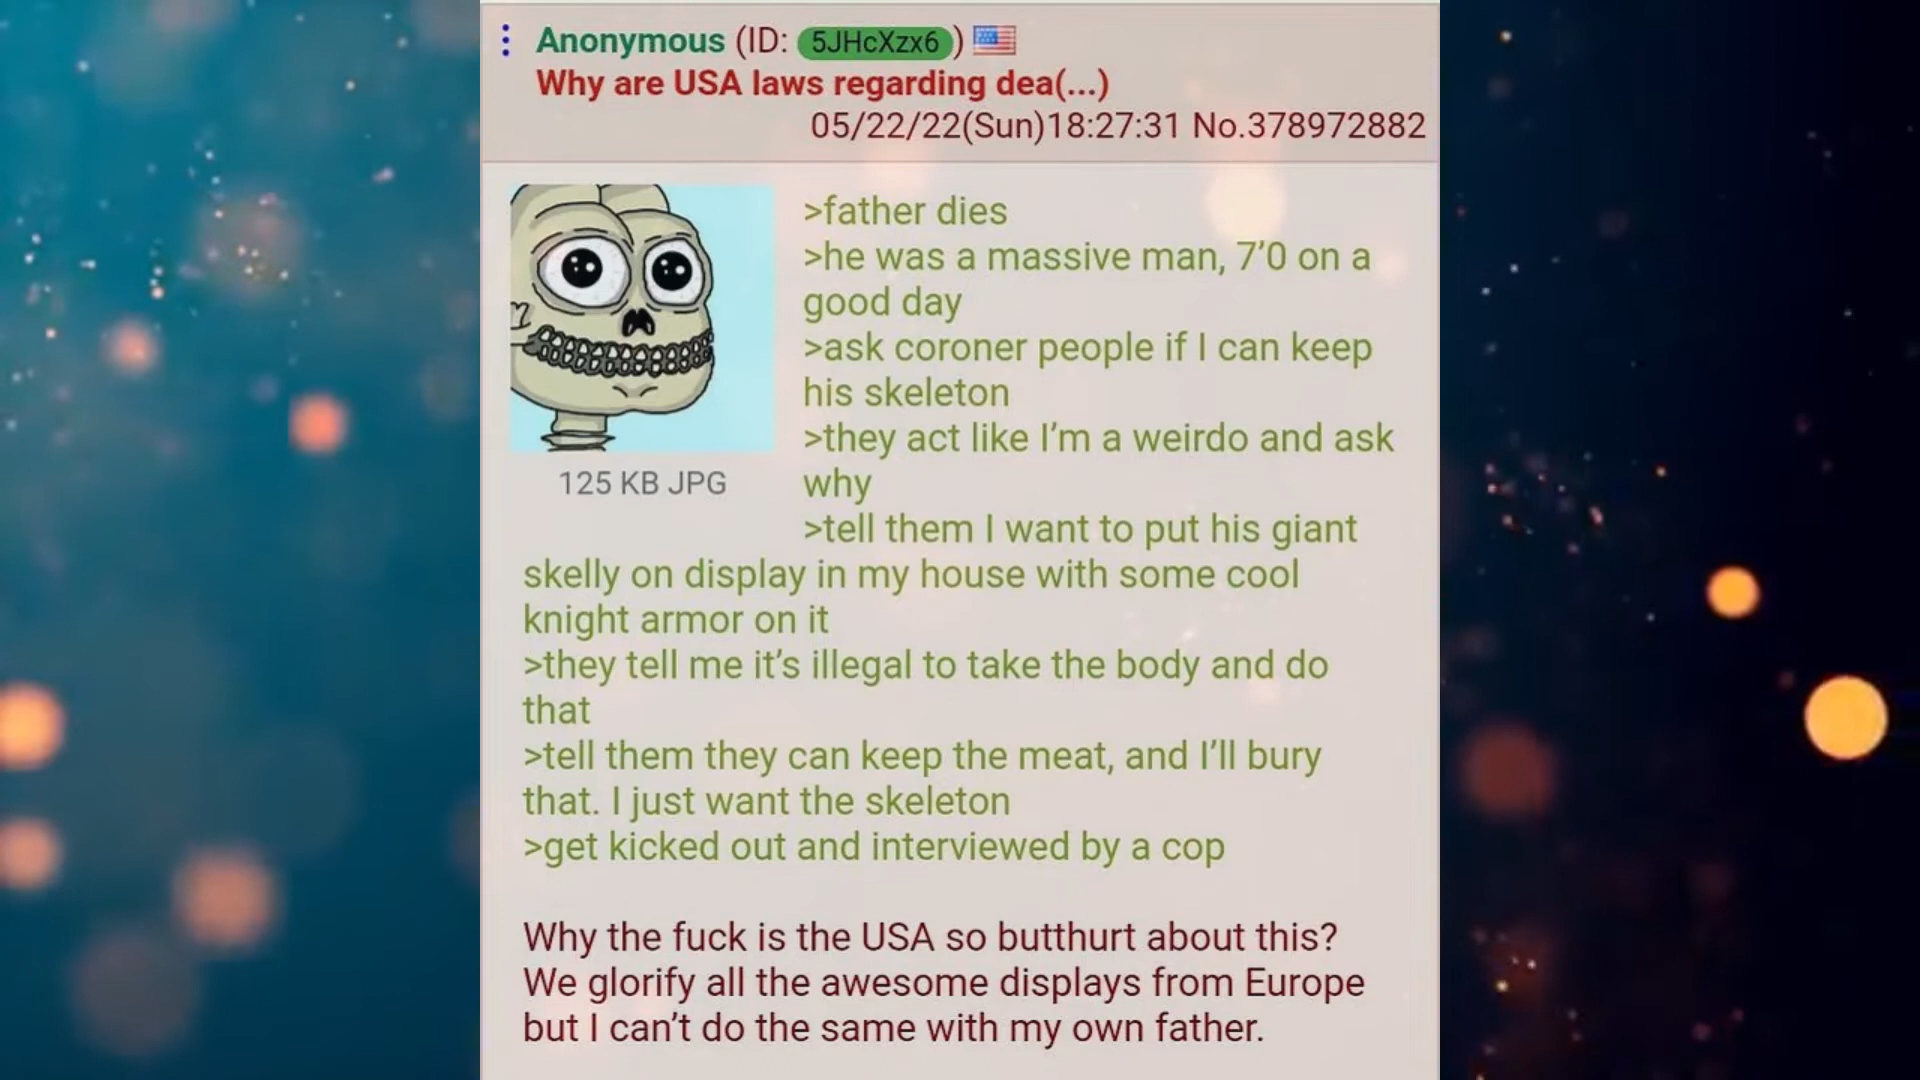 Anonymous (ID: 5JHcXzx6)
Why are USA laws regarding dea(...)
05/22/22(Sun)18:27:31 No.378972882
>father dies
>he was a massive man, 7’0 on a
good day
>ask coroner people if I can keep
his skeleton
>they act like I’m a weirdo and ask
why
>tell them I want to put his giant
skelly on display in my house with some cool
knight armor on it
>they tell me it’s illegal to take the body and do
that
>tell them they can keep the meat, and I’ll bury
that. I just want the skeleton
>get kicked out and interviewed by a cop
125 KB JPG
Why the fuck is the USA so butthurt about this?
We glorify all the awesome displays from Europe
but I can’t do the same with my own father.